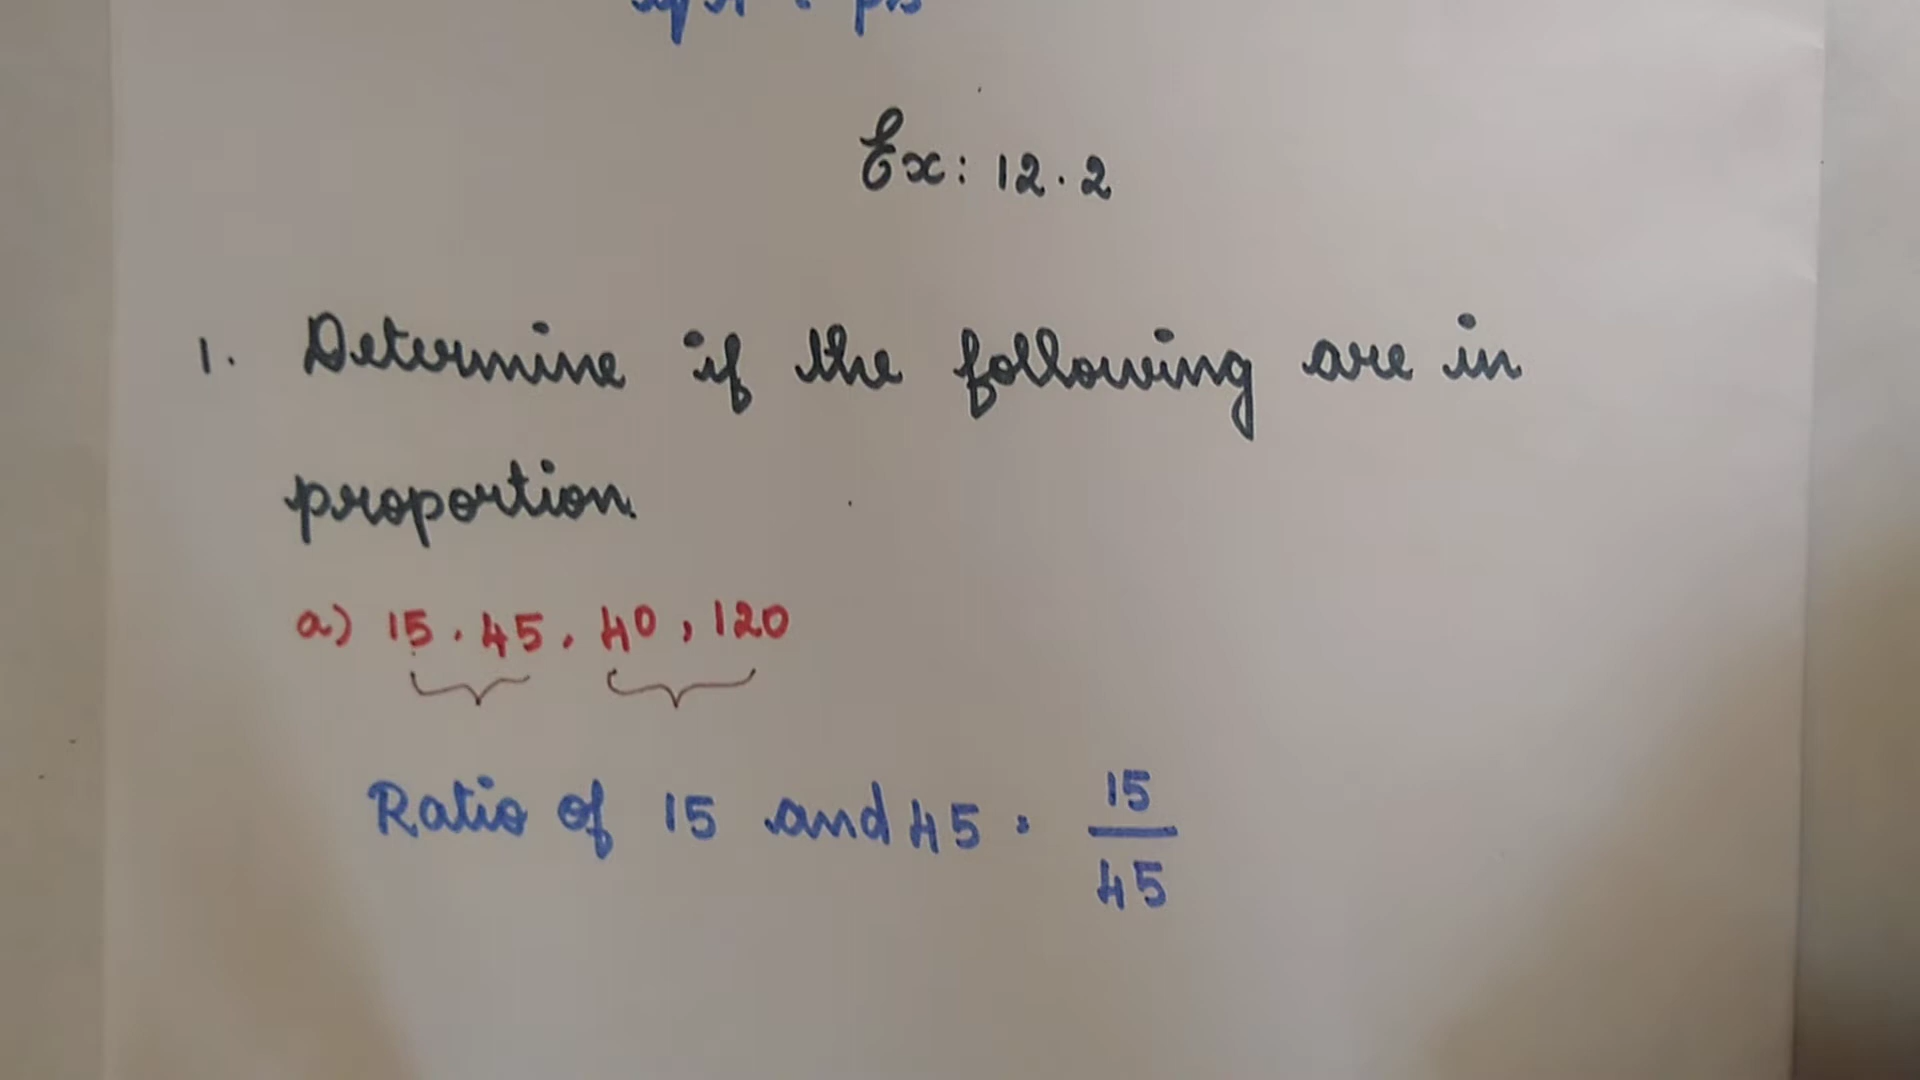 Ex: 12.2
1. Determine if the following are in
proportion.
a) 15, 45, 40, 120
Ratio of 15 and 45 = 15/45